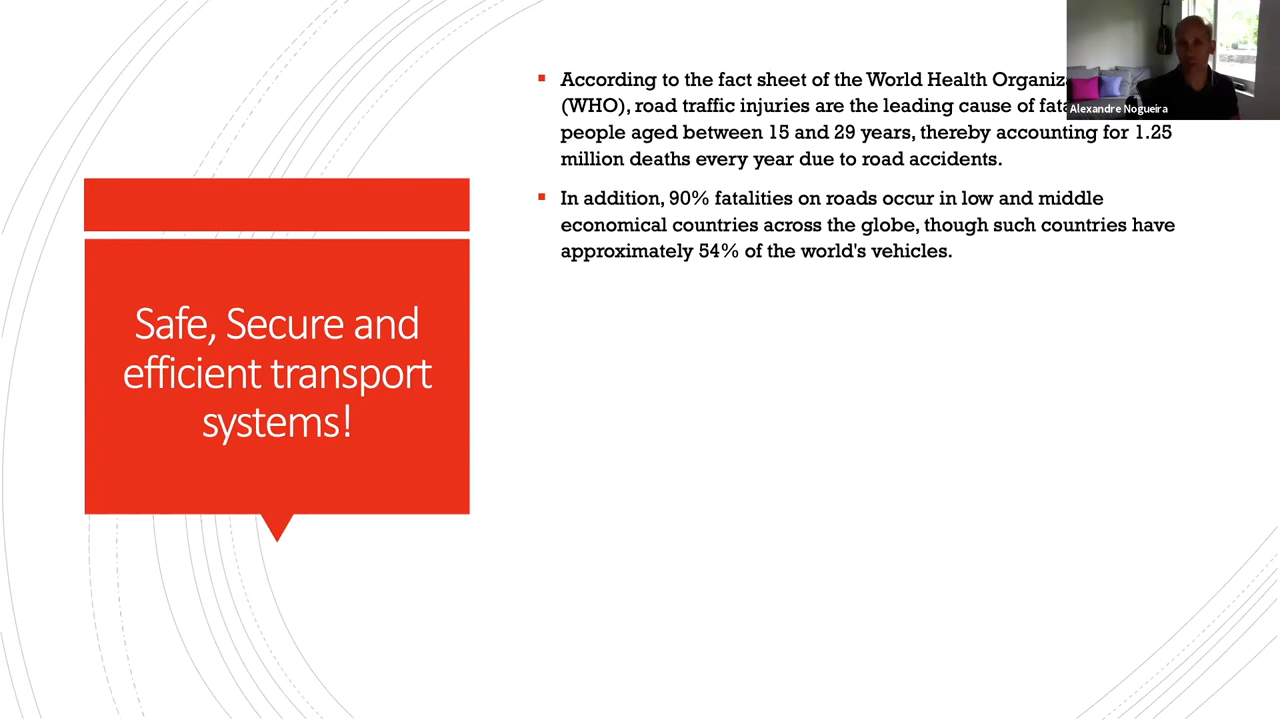 Safe, Secure and
efficient transport
systems!
According to the fact sheet of the World Health
(WHO), road traffic injuries are the leading cause of
people aged between 15 and 29 years, thereby accounting for 1.25
million deaths every year due to road accidents.
In addition, 90% fatalities on roads occur in low and middle
economical countries across the globe, though such countries have
approximately 54% of the world's vehicles.
Alexandre Nogueira